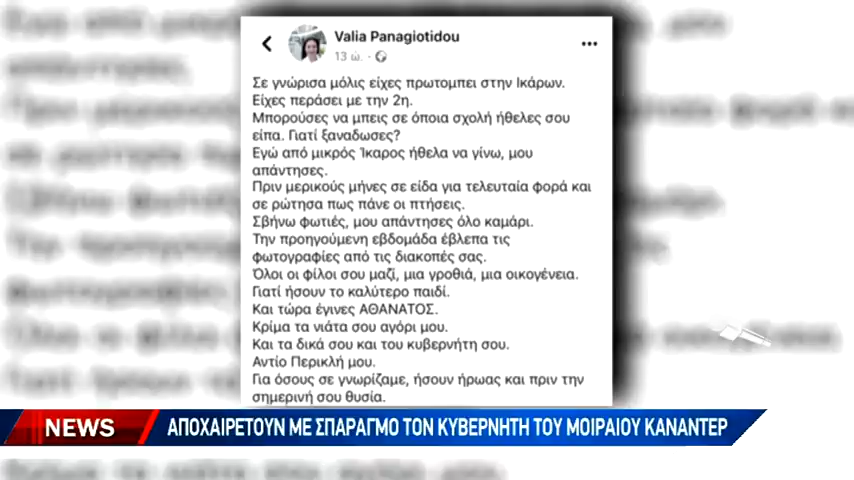 Valia Panagiotidou
13 ώ.
Σε γνώρισα μόλις είχες πρωτομπει στην Ικάρων.
Είχες περάσει με την 2η.
Μπορούσες να μπεις σε όποια σχολή ήθελες σου
είπα. Γιατί ξαναδωσες?
Εγώ από μικρός Ίκαρος ήθελα να γίνω, μου
απάντησες.
Πριν μερικούς μήνες σε είδα για τελευταία φορά και
σε ρώτησα πως πάνε οι πτήσεις.
Σβήνω φωτιές, μου απάντησες όλο καμάρι.
Την προηγούμενη εβδομάδα έβλεπα τις
φωτογραφίες από τις διακοπές σας.
Όλοι οι φίλοι σου μαζί, μια γροθιά, μια οικογένεια.
Γιατί ήσουν το καλύτερο παιδί.
Και τώρα έγινες ΑΘΑΝΑΤΟΣ.
Κρίμα τα νιάτα σου αγόρι μου.
Και τα δικά σου και του κυβερνήτη σου.
Αντίο Περικλή μου.
Για όσους σε γνωρίζαμε, ήσουν ήρωας και πριν την
σημερινή σου θυσία.
NEWS ΑΠΟΧΑΙΡΕΤΟΥΝ ΜΕ ΣΠΑΡΑΓΜΟ ΤΟΝ ΚΥΒΕΡΝΗΤΗ ΤΟΥ ΜΟΙΡΑΙΟΥ ΚΑΝΑΝΤΕΡ